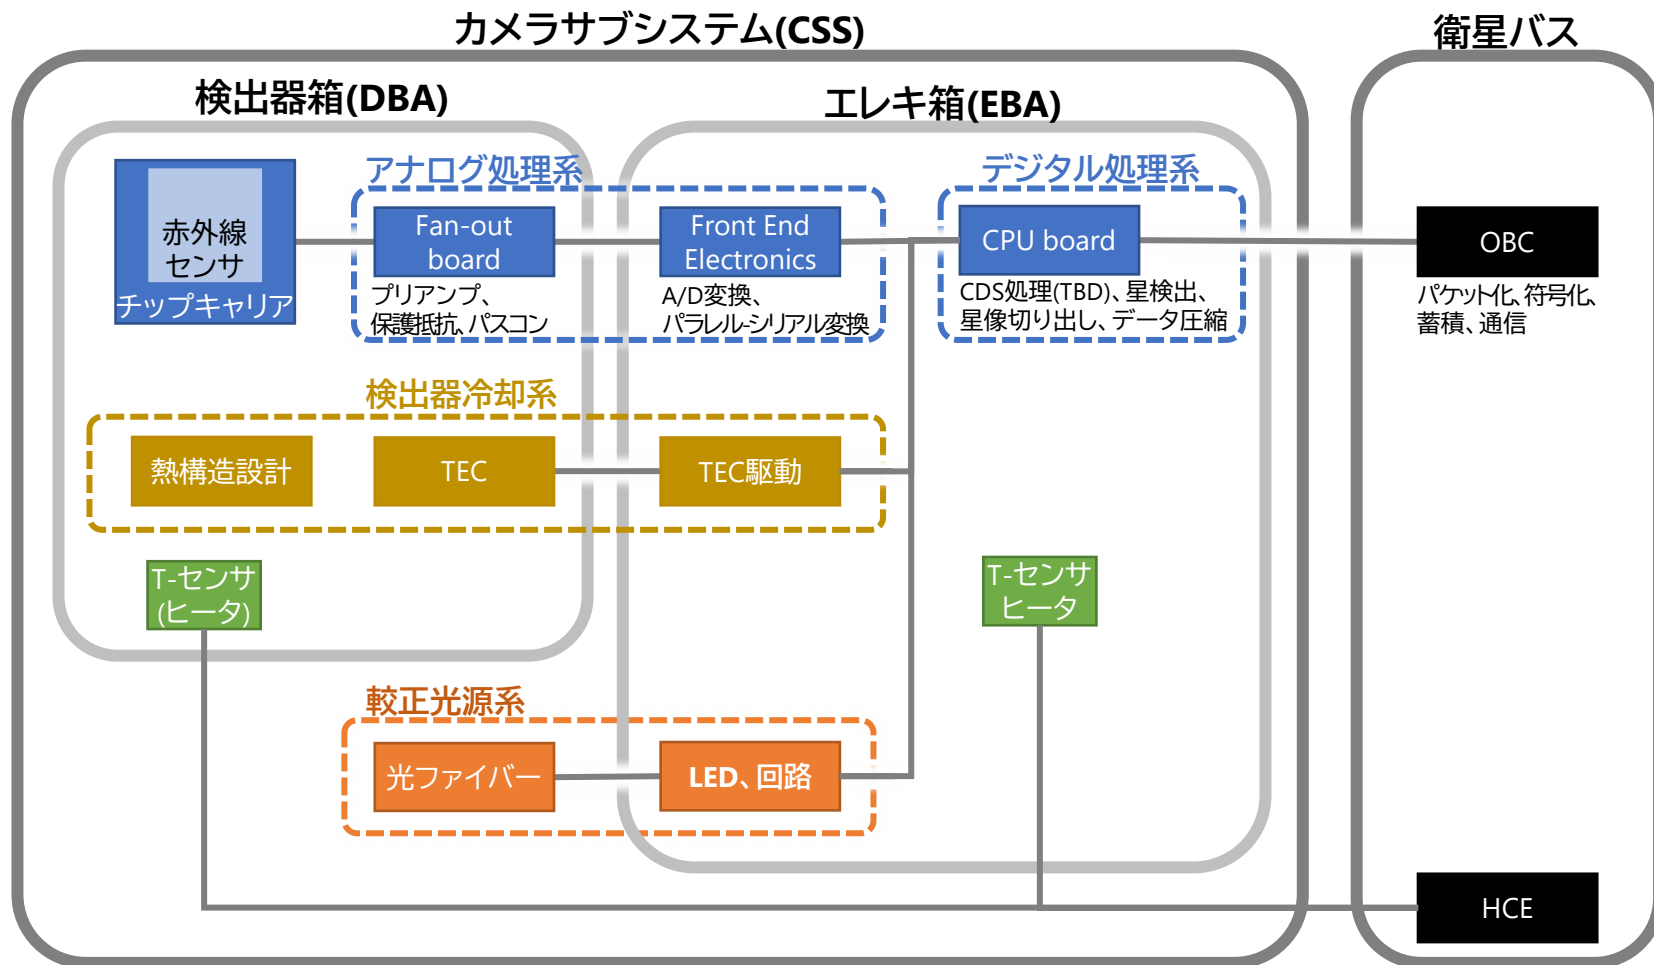 カメラサブシステム(CSS)
衛星バス
検出器箱(DBA)
エレキ箱(EBA)
アナログ処理系
デジタル処理系
赤外線
センサ
チップキャリア
Fan-out
board
プリアンプ、
保護抵抗、パスコン
Front End
Electronics
A/D変換、
パラレル-シリアル変換
CPU board
CDS処理(TBD)、星検出、
星像切り出し、データ圧縮
OBC
パケット化、符号化、
蓄積、通信
検出器冷却系
熱構造設計
TEC
TEC駆動
T-センサ
(ヒータ)
T-センサ
ヒータ
較正光源系
光ファイバー
LED、回路
HCE